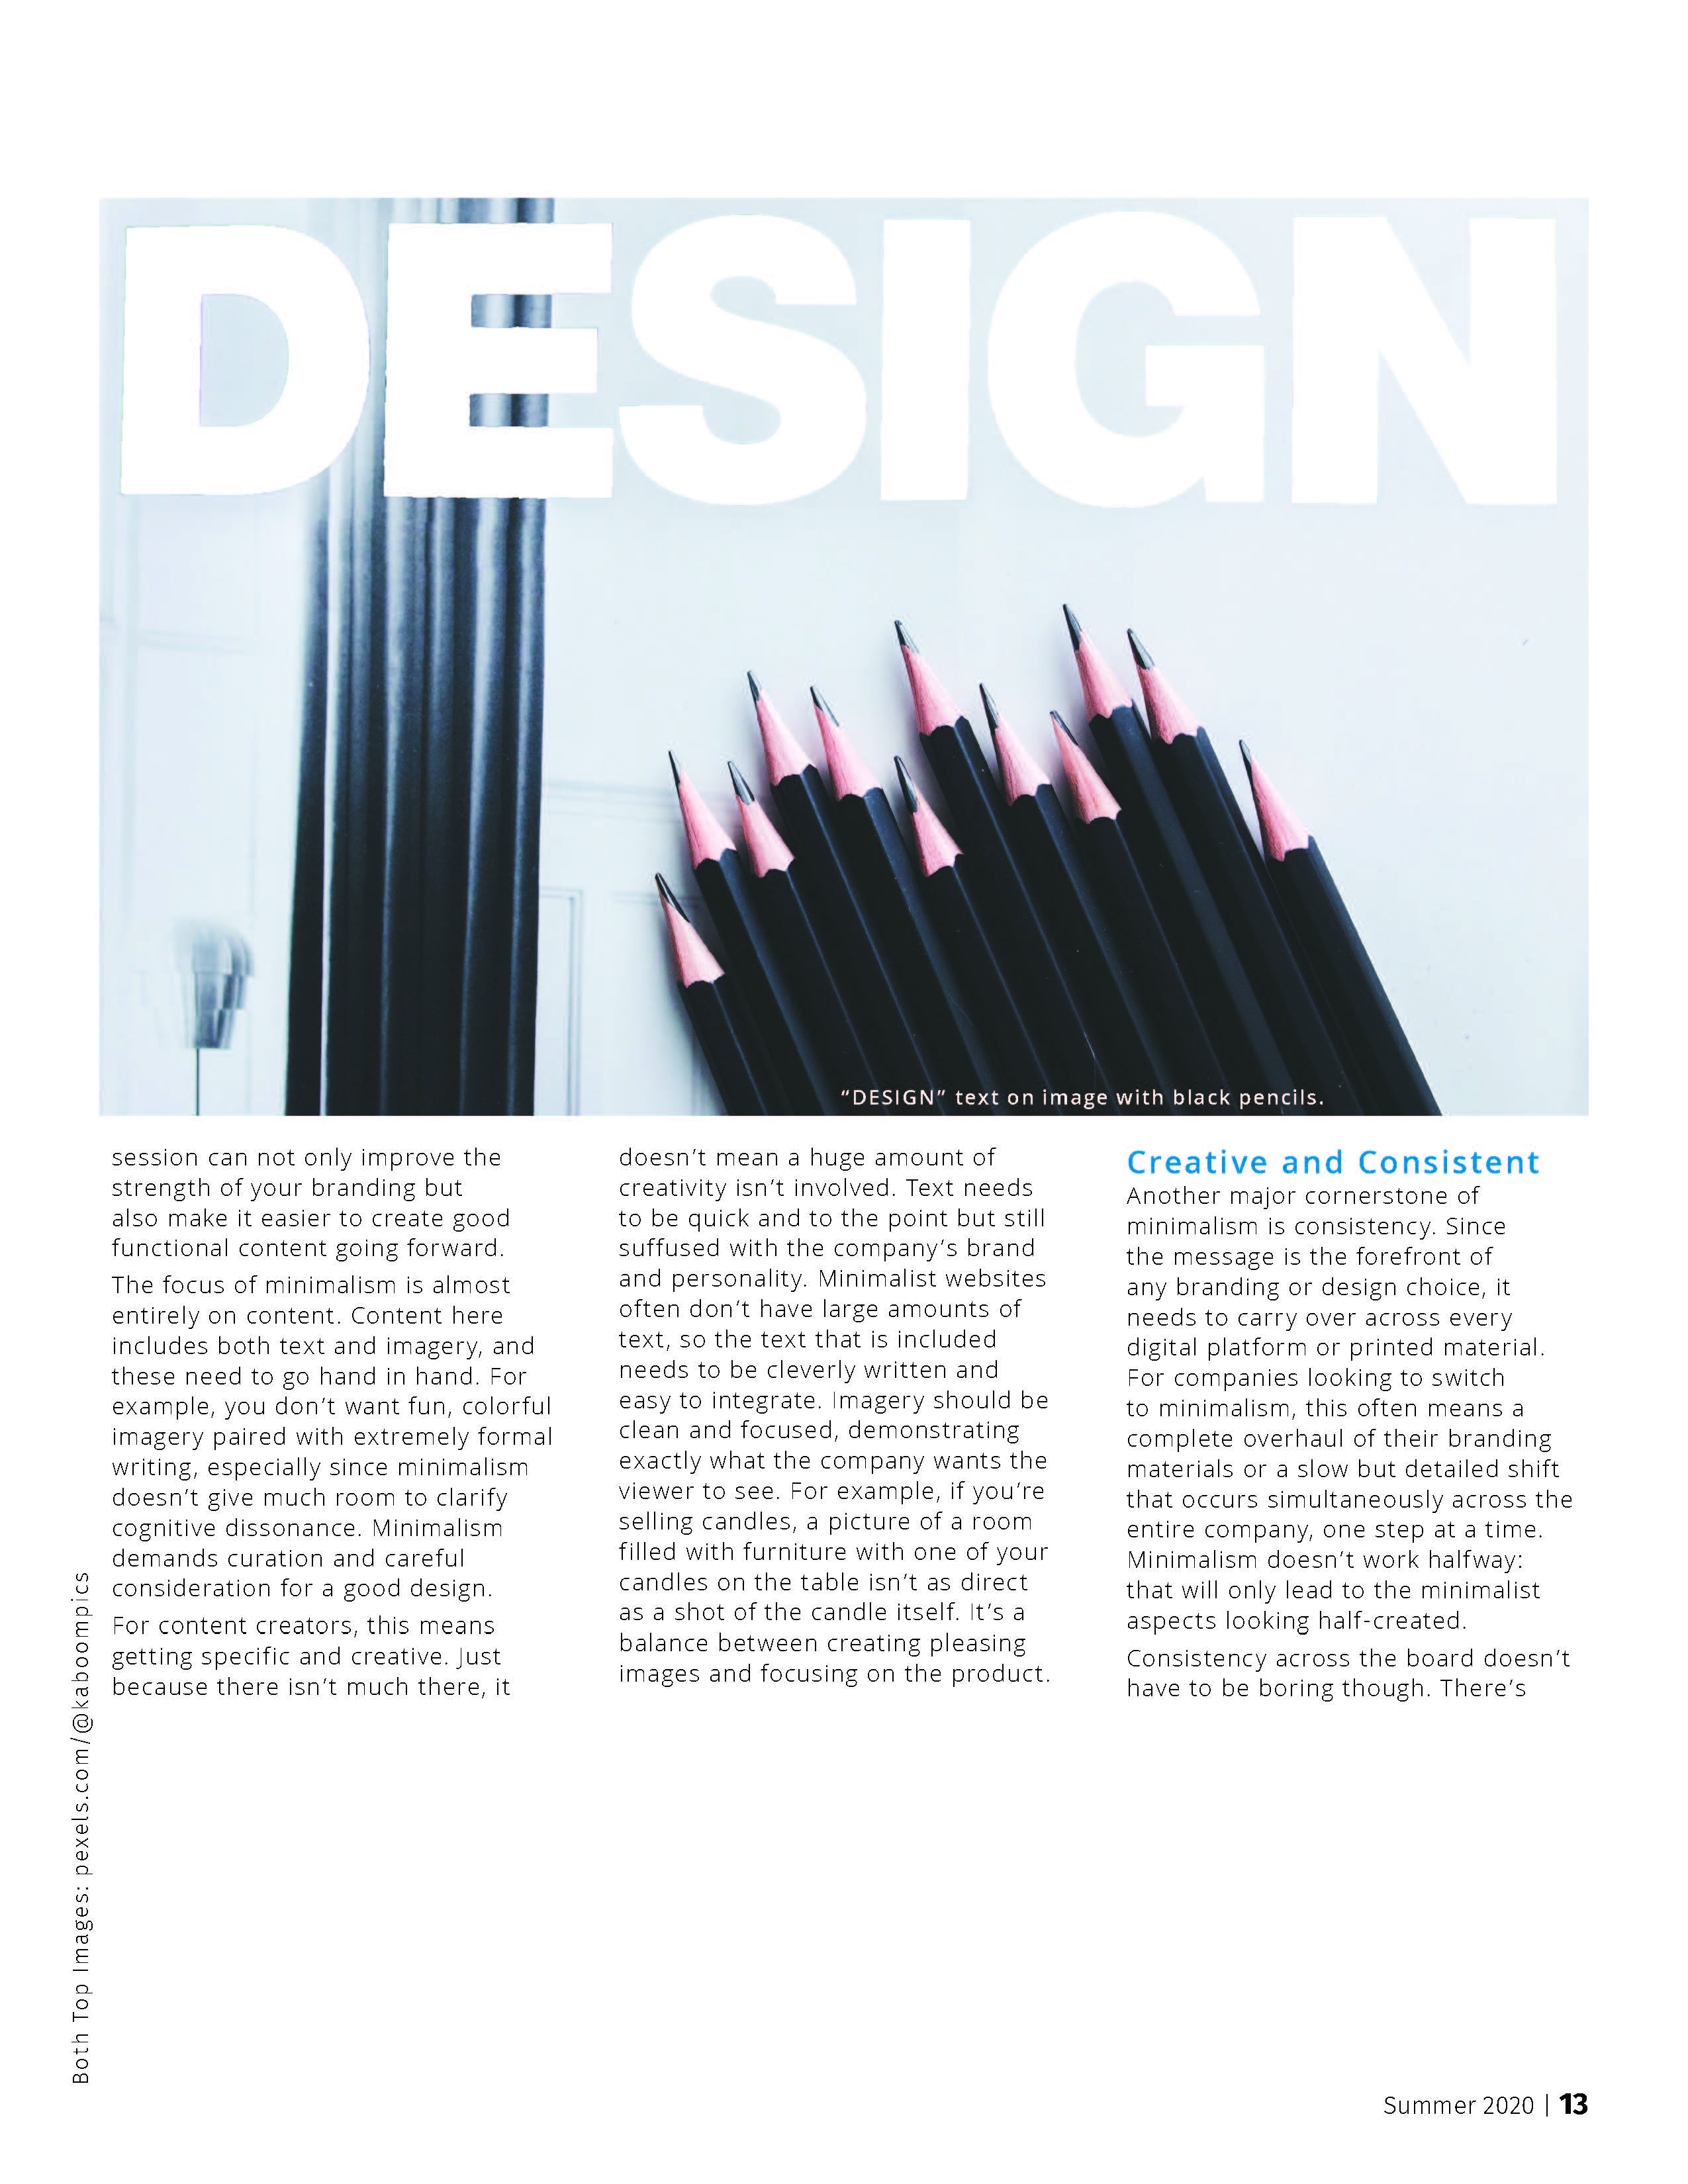 DESIGN
“DESIGN” text on image with black pencils.
session can not only improve the
strength of your branding but
also make it easier to create good
functional content going forward.
The focus of minimalism is almost
entirely on content. Content here
includes both text and imagery, and
these need to go hand in hand. For
example, you don’t want fun, colorful
imagery paired with extremely formal
writing, especially since minimalism
doesn’t give much room to clarify
cognitive dissonance. Minimalism
demands curation and careful
consideration for a good design.
For content creators, this means
getting specific and creative. Just
because there isn’t much there, it
doesn’t mean a huge amount of
creativity isn’t involved. Text needs
to be quick and to the point but still
suffused with the company’s brand
and personality. Minimalist websites
often don’t have large amounts of
text, so the text that is included
needs to be cleverly written and
easy to integrate. Imagery should be
clean and focused, demonstrating
exactly what the company wants the
viewer to see. For example, if you’re
selling candles, a picture of a room
filled with furniture with one of your
candles on the table isn’t as direct
as a shot of the candle itself. It’s a
balance between creating pleasing
images and focusing on the product.
Creative and Consistent
Another major cornerstone of
minimalism is consistency. Since
the message is the forefront of
any branding or design choice, it
needs to carry over across every
digital platform or printed material.
For companies looking to switch
to minimalism, this often means a
complete overhaul of their branding
materials or a slow but detailed shift
that occurs simultaneously across the
entire company, one step at a time.
Minimalism doesn’t work halfway:
that will only lead to the minimalist
aspects looking half-created.
Consistency across the board doesn’t
have to be boring though. There’s
Both Top Images: pexels.com/@kaboompics
Summer 2020 | 13